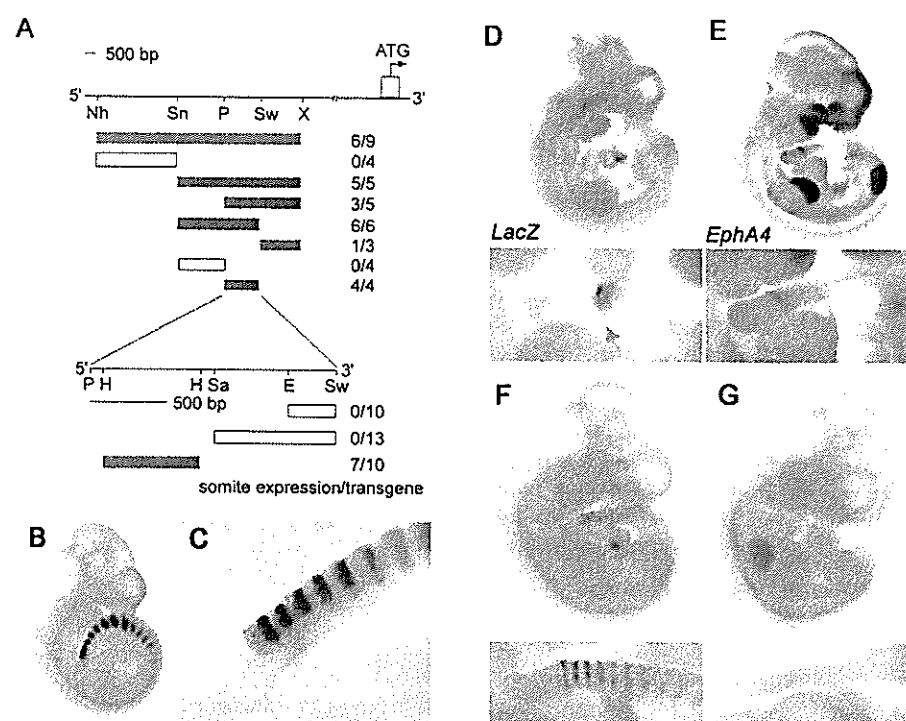 A
500 bp
ATG
5'
3'
Nh Sn P Sw X
6/9
0/4
5/5
3/5
6/6
1/3
0/4
4/4
5'
3'
P H H Sa E Sw
500 bp
0/10
0/13
7/10
somite expression/transgene
B
C
D
E
LacZ
EphA4
F
G